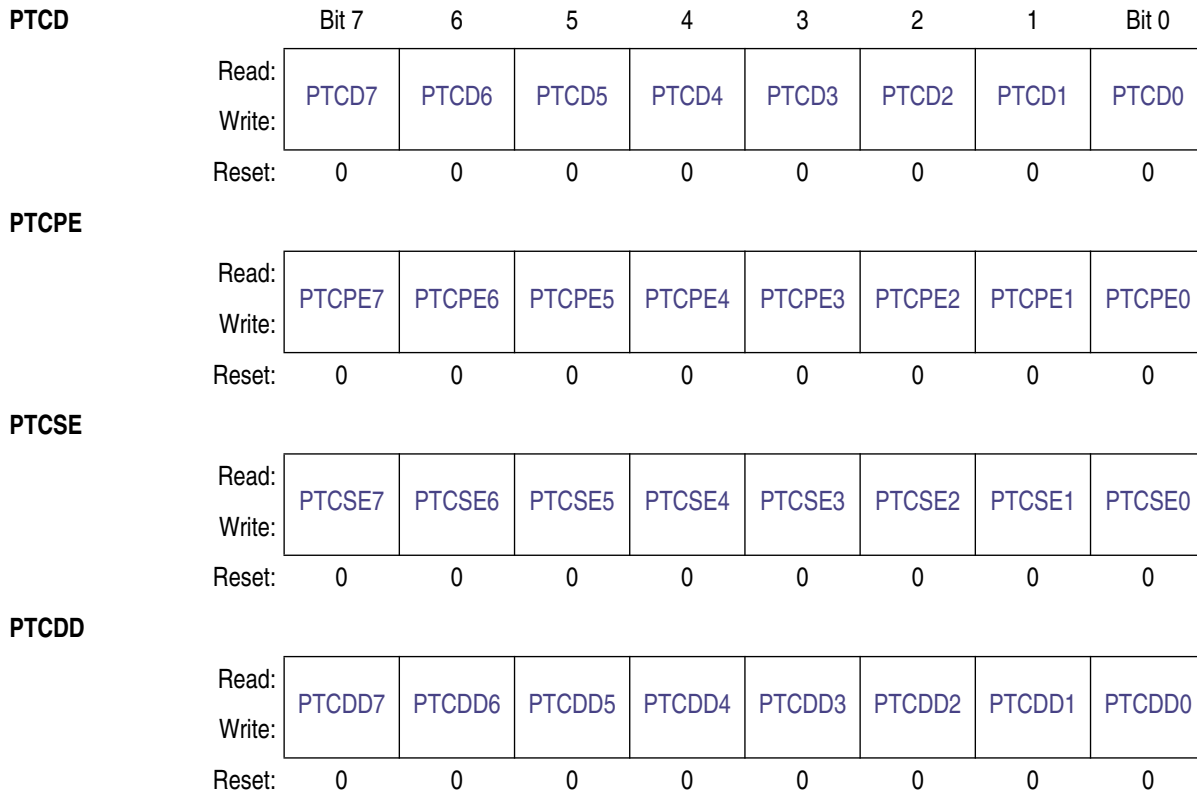 PTCD Bit 7 6 5 4 3 2 1 Bit 0
Read:
PTCD7 PTCD6 PTCD5 PTCD4 PTCD3 PTCD2 PTCD1 PTCD0
Write:
Reset: 0 0 0 0 0 0 0 0
PTCPE
Read:
PTCPE7 PTCPE6 PTCPE5 PTCPE4 PTCPE3 PTCPE2 PTCPE1 PTCPE0
Write:
Reset: 0 0 0 0 0 0 0 0
PTCSE
Read:
PTCSE7 PTCSE6 PTCSE5 PTCSE4 PTCSE3 PTCSE2 PTCSE1 PTCSE0
Write:
Reset: 0 0 0 0 0 0 0 0
PTCDD
Read:
PTCDD7 PTCDD6 PTCDD5 PTCDD4 PTCDD3 PTCDD2 PTCDD1 PTCDD0
Write:
Reset: 0 0 0 0 0 0 0 0